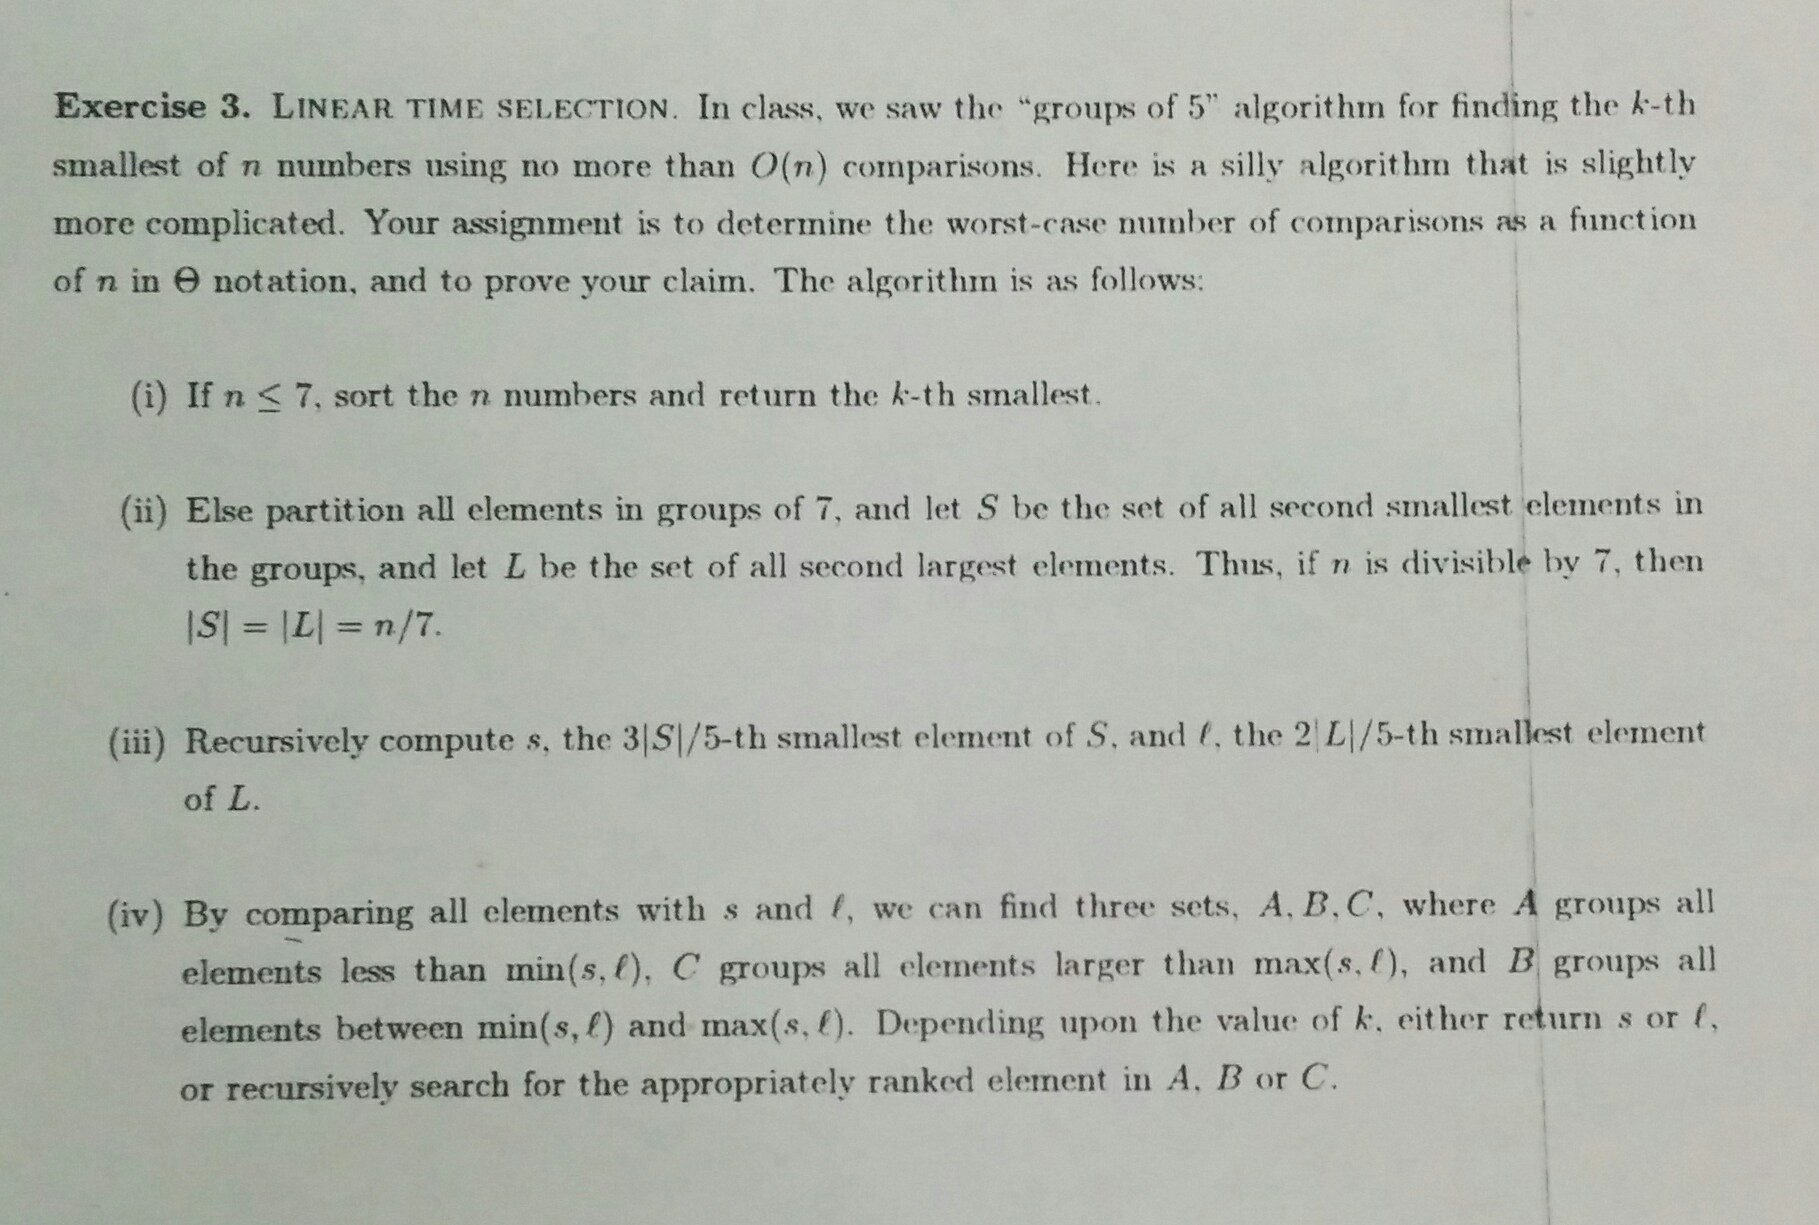 Exercise 3. LINEAR TIME SELECTION. In class, we saw the “groups of 5” algorithm for finding the k-th
smallest of n numbers using no more than O(n) comparisons. Here is a silly algorithm that is slightly
more complicated. Your assignment is to determine the worst-case number of comparisons as a function
of n in Θ notation, and to prove your claim. The algorithm is as follows:
(i) If n ≤ 7, sort the n numbers and return the k-th smallest.
(ii) Else partition all elements in groups of 7, and let S be the set of all second smallest elements in
the groups, and let L be the set of all second largest elements. Thus, if n is divisible by 7, then
|S| = |L| = n/7.
(iii) Recursively compute s, the 3|S|/5-th smallest element of S, and ℓ, the 2|L|/5-th smallest element
of L.
(iv) By comparing all elements with s and ℓ, we can find three sets, A, B, C, where A groups all
elements less than min(s, ℓ), C groups all elements larger than max(s, ℓ), and B groups all
elements between min(s, ℓ) and max(s, ℓ). Depending upon the value of k, either return s or ℓ,
or recursively search for the appropriately ranked element in A, B or C.